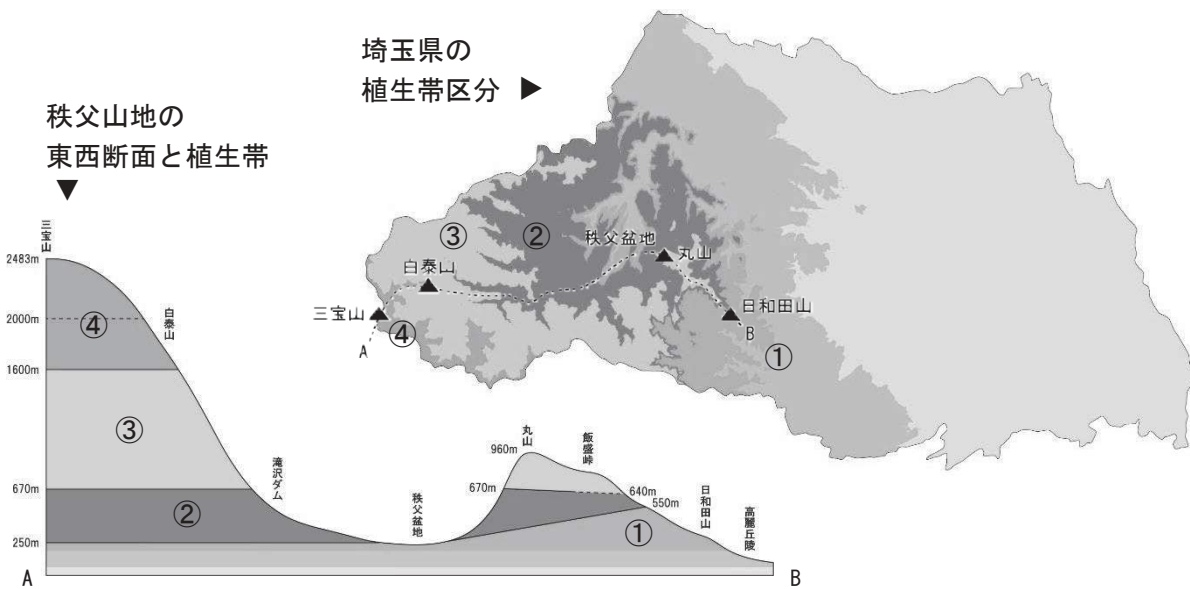 埼玉県の
植生帯区分 ▶
秩父山地の
東西断面と植生帯
▼
③
②
秩父盆地
丸山
白泰山
三宝山
④
A
日和田山
B
①
三宝山
2483m
2000m
1600m
670m
250m
④
白泰山
③
滝沢ダム
②
秩父盆地
丸山
960m
飯盛峠
670m
640m
550m
日和田山
高麗丘陵
①
A
B